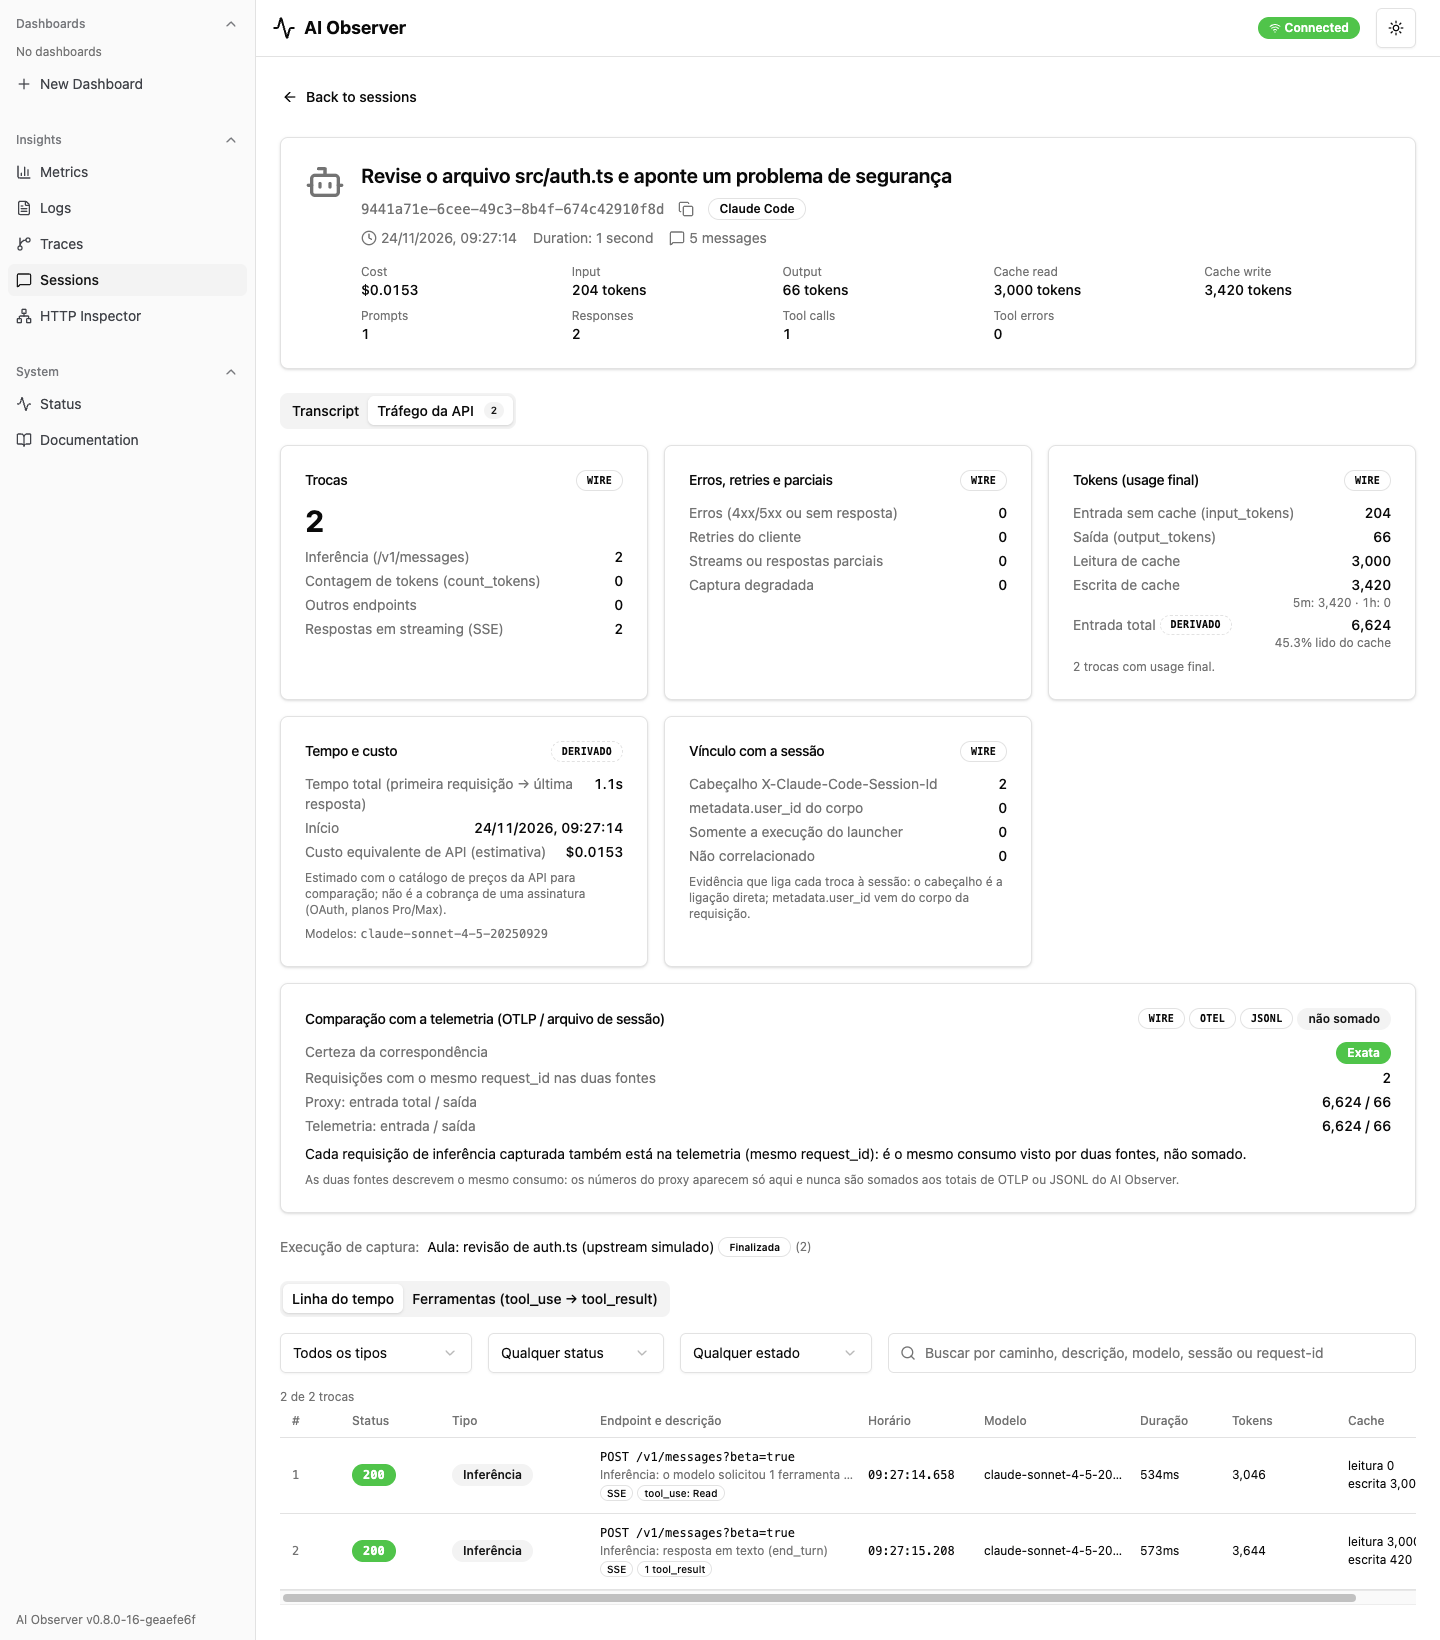 Dashboards
No dashboards
New Dashboard
Insights
Metrics
Logs
Traces
Sessions
HTTP Inspector
System
Status
Documentation
AI Observer v0.8.0-16-geaefe6f
AI Observer
Connected
Back to sessions
Revise o arquivo src/auth.ts e aponte um problema de segurança
9441a71e-6cee-49c3-8b4f-674c42910f8d Claude Code
24/11/2026, 09:27:14 Duration: 1 second 5 messages
Cost Input Output Cache read Cache write
$0.0153 204 tokens 66 tokens 3,000 tokens 3,420 tokens
Prompts Responses Tool calls Tool errors
1 2 1 0
Transcript Tráfego da API 2
Trocas WIRE
2
Inferência (/v1/messages) 2
Contagem de tokens (count_tokens) 0
Outros endpoints 0
Respostas em streaming (SSE) 2
Erros, retries e parciais WIRE
Erros (4xx/5xx ou sem resposta) 0
Retries do cliente 0
Streams ou respostas parciais 0
Captura degradada 0
Tokens (usage final) WIRE
Entrada sem cache (input_tokens) 204
Saída (output_tokens) 66
Leitura de cache 3,000
Escrita de cache 3,420
5m: 3,420 · 1h: 0
Entrada total DERIVADO 6,624
45.3% lido do cache
2 trocas com usage final.
Tempo e custo DERIVADO
Tempo total (primeira requisição → última 1.1s
resposta)
Início 24/11/2026, 09:27:14
Custo equivalente de API (estimativa) $0.0153
Estimado com o catálogo de preços da API para
comparação; não é a cobrança de uma assinatura
(OAuth, planos Pro/Max).
Modelos: claude-sonnet-4-5-20250929
Vínculo com a sessão WIRE
Cabeçalho X-Claude-Code-Session-Id 2
metadata.user_id do corpo 0
Somente a execução do launcher 0
Não correlacionado 0
Evidência que liga cada troca à sessão: o cabeçalho é a
ligação direta; metadata.user_id vem do corpo da
requisição.
Comparação com a telemetria (OTLP / arquivo de sessão) WIRE OTEL JSONL não somado
Certeza da correspondência Exata
Requisições com o mesmo request_id nas duas fontes 2
Proxy: entrada total / saída 6,624 / 66
Telemetria: entrada / saída 6,624 / 66
Cada requisição de inferência capturada também está na telemetria (mesmo request_id): é o mesmo consumo visto por duas fontes, não somado.
As duas fontes descrevem o mesmo consumo: os números do proxy aparecem só aqui e nunca são somados aos totais de OTLP ou JSONL do AI Observer.
Execução de captura: Aula: revisão de auth.ts (upstream simulado) Finalizada (2)
Linha do tempo Ferramentas (tool_use → tool_result)
Todos os tipos Qualquer status Qualquer estado Buscar por caminho, descrição, modelo, sessão ou request-id
2 de 2 trocas
# Status Tipo Endpoint e descrição Horário Modelo Duração Tokens Cache
1 200 Inferência POST /v1/messages?beta=true 09:27:14.658 claude-sonnet-4-5-20... 534ms 3,046 leitura 0
Inferência: o modelo solicitou 1 ferramenta ... escrita 3,00
SSE tool_use: Read
2 200 Inferência POST /v1/messages?beta=true 09:27:15.208 claude-sonnet-4-5-20... 573ms 3,644 leitura 3,000
Inferência: resposta em texto (end_turn) escrita 420
SSE 1 tool_result